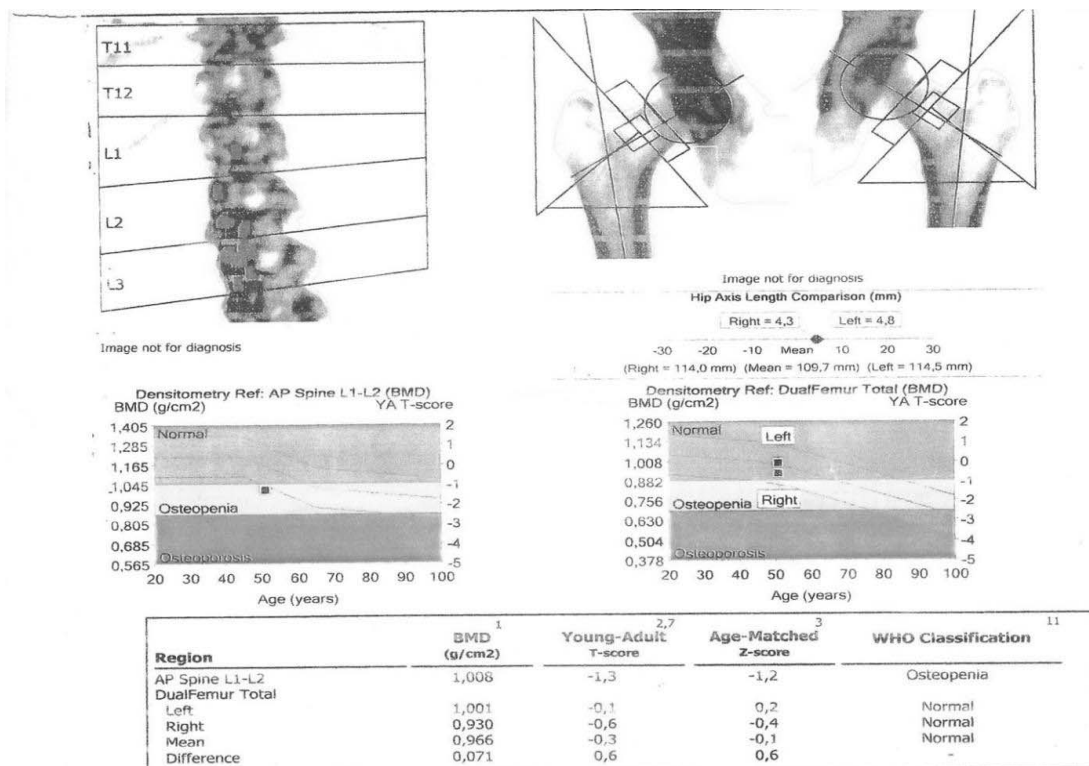 T11
T12
L1
L2
L3
Image not for diagnosis
Image not for diagnosis
Hip Axis Length Comparison (mm)
Right = 4,3 Left = 4,8
-30 -20 -10 Mean 10 20 30
(Right = 114,0 mm) (Mean = 109,7 mm) (Left = 114,5 mm)
Densitometry Ref: AP Spine L1-L2 (BMD)
BMD (g/cm2) YA T-score
1,405 Normal 2
1,285 1
1,165 0
1,045 -1
0,925 Osteopenia -2
0,805 -3
0,685 -4
0,565 Osteoporosis -5
20 30 40 50 60 70 80 90 100
Age (years)
Densitometry Ref: DualFemur Total (BMD)
BMD (g/cm2) YA T-score
1,260 Normal 2
1,134 Left 1
1,008 0
0,882 -1
0,756 Osteopenia Right -2
0,630 -3
0,504 -4
0,378 Osteoporosis -5
20 30 40 50 60 70 80 90 100
Age (years)
1 2,7 3 11
BMD Young-Adult Age-Matched WHO Classification
Region (g/cm2) T-score Z-score
AP Spine L1-L2 1,008 -1,3 -1,2 Osteopenia
DualFemur Total
Left 1,001 -0,1 0,2 Normal
Right 0,930 -0,6 -0,4 Normal
Mean 0,966 -0,3 -0,1 Normal
Difference 0,071 0,6 0,6 -